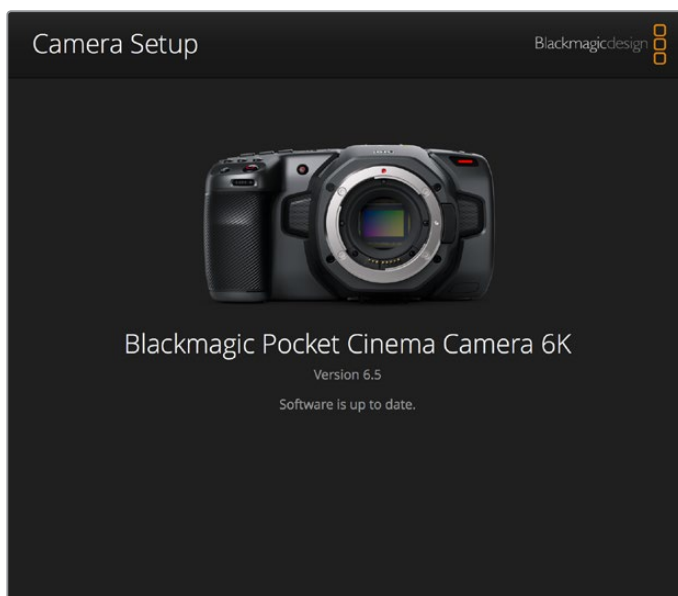 Camera Setup
Blackmagicdesign
Blackmagic Pocket Cinema Camera 6K
Version 6.5
Software is up to date.